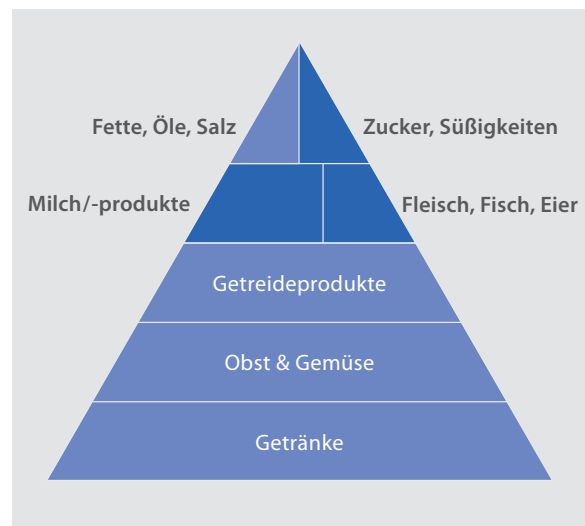 Fette, Öle, Salz
Zucker, Süßigkeiten
Milch/-produkte
Fleisch, Fisch, Eier
Getreideprodukte
Obst & Gemüse
Getränke